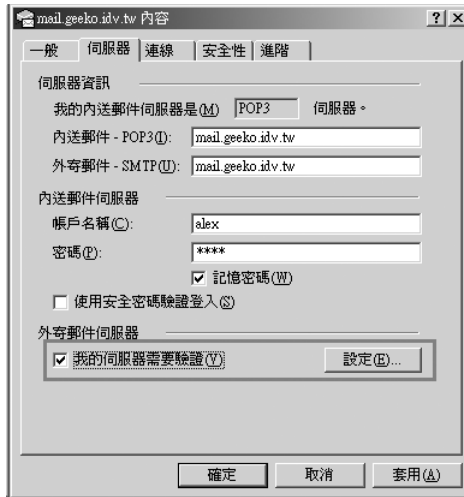 mail.geeko.idv.tw 內容
一般 伺服器 連線 安全性 進階
伺服器資訊
我的內送郵件伺服器是(M) POP3 伺服器。
內送郵件 - POP3(I): mail.geeko.idv.tw
外寄郵件 - SMTP(U): mail.geeko.idv.tw
內送郵件伺服器
帳戶名稱(C): alex
密碼(P): ****
記憶密碼(W)
使用安全密碼驗證登入(S)
外寄郵件伺服器
我的伺服器需要驗證(V) 設定(E)...
確定 取消 套用(A)